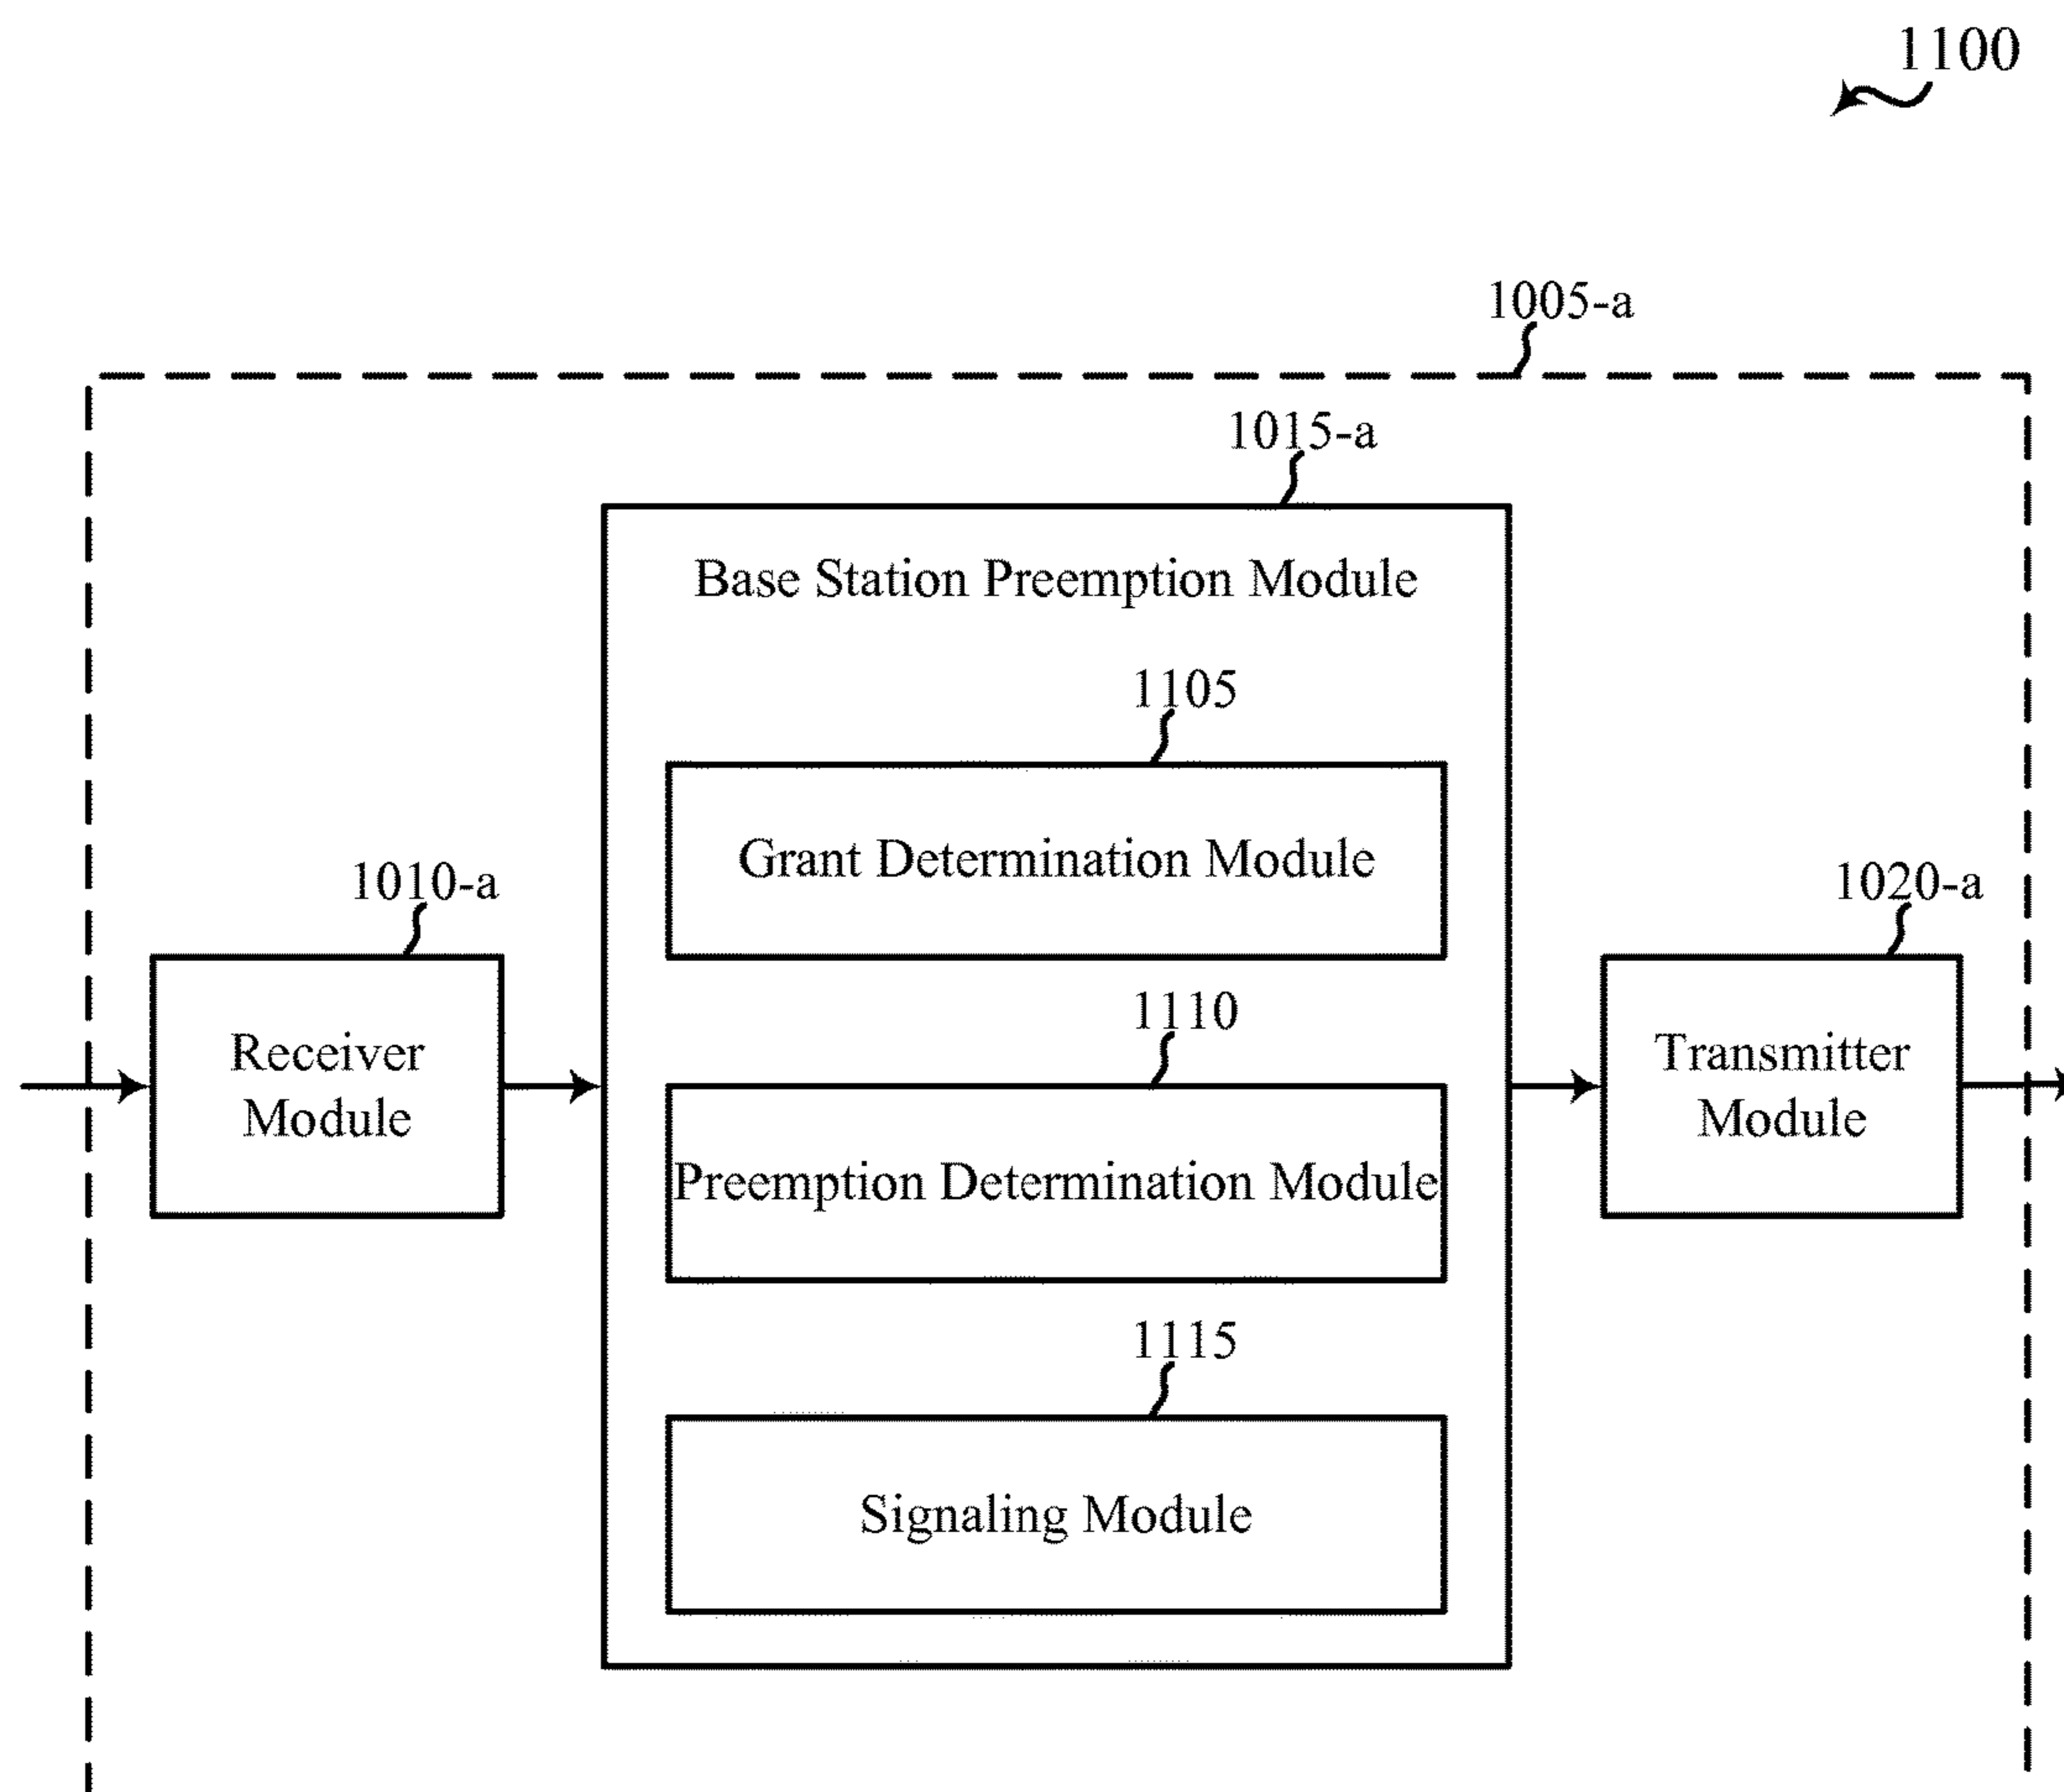 1100
1005-a
1015-a
Base Station Preemption Module
1105
Grant Determination Module
1010-a
Receiver
Module
1110
Preemption Determination Module
1020-a
Transmitter
Module
1115
Signaling Module